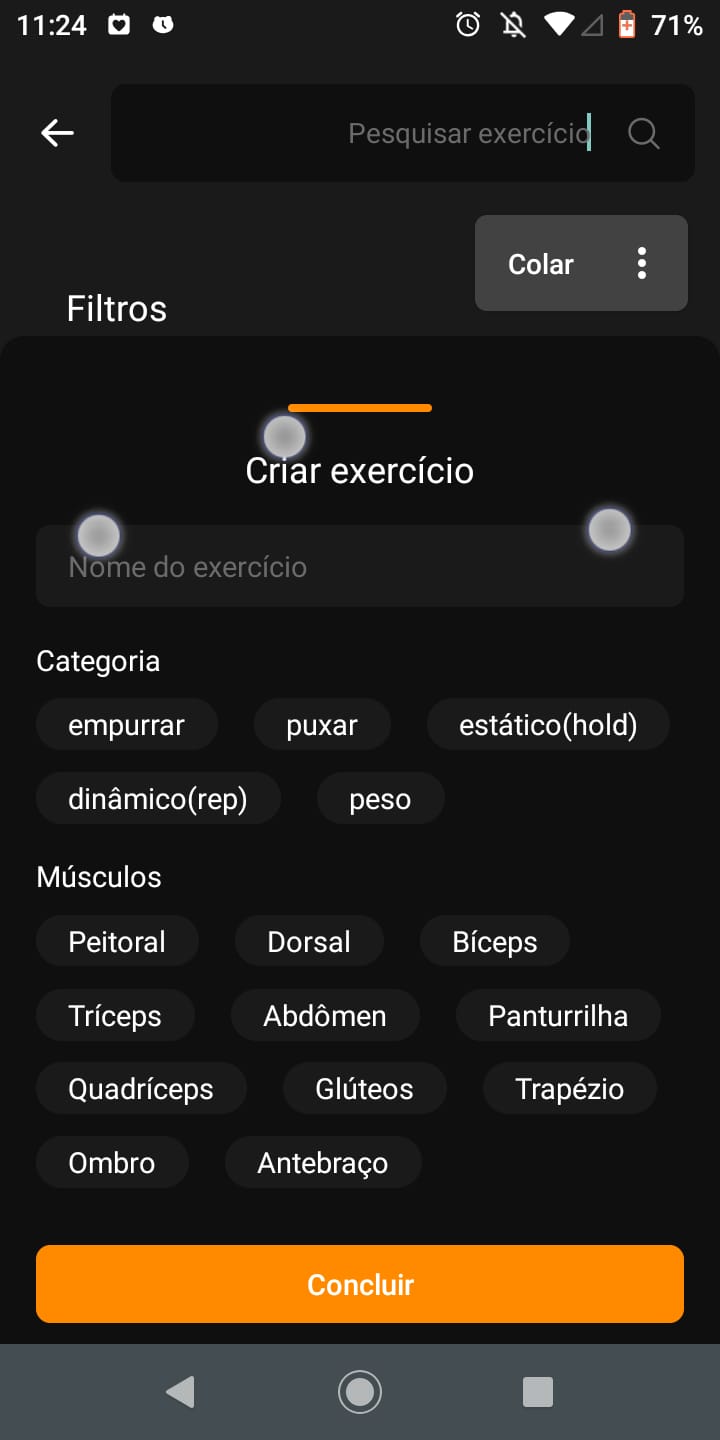 11:24 71%
Pesquisar exercício
Colar
Filtros
Criar exercício
Nome do exercício
Categoria
empurrar puxar estático(hold)
dinâmico(rep) peso
Músculos
Peitoral Dorsal Bíceps
Tríceps Abdômen Panturrilha
Quadríceps Glúteos Trapézio
Ombro Antebraço
Concluir